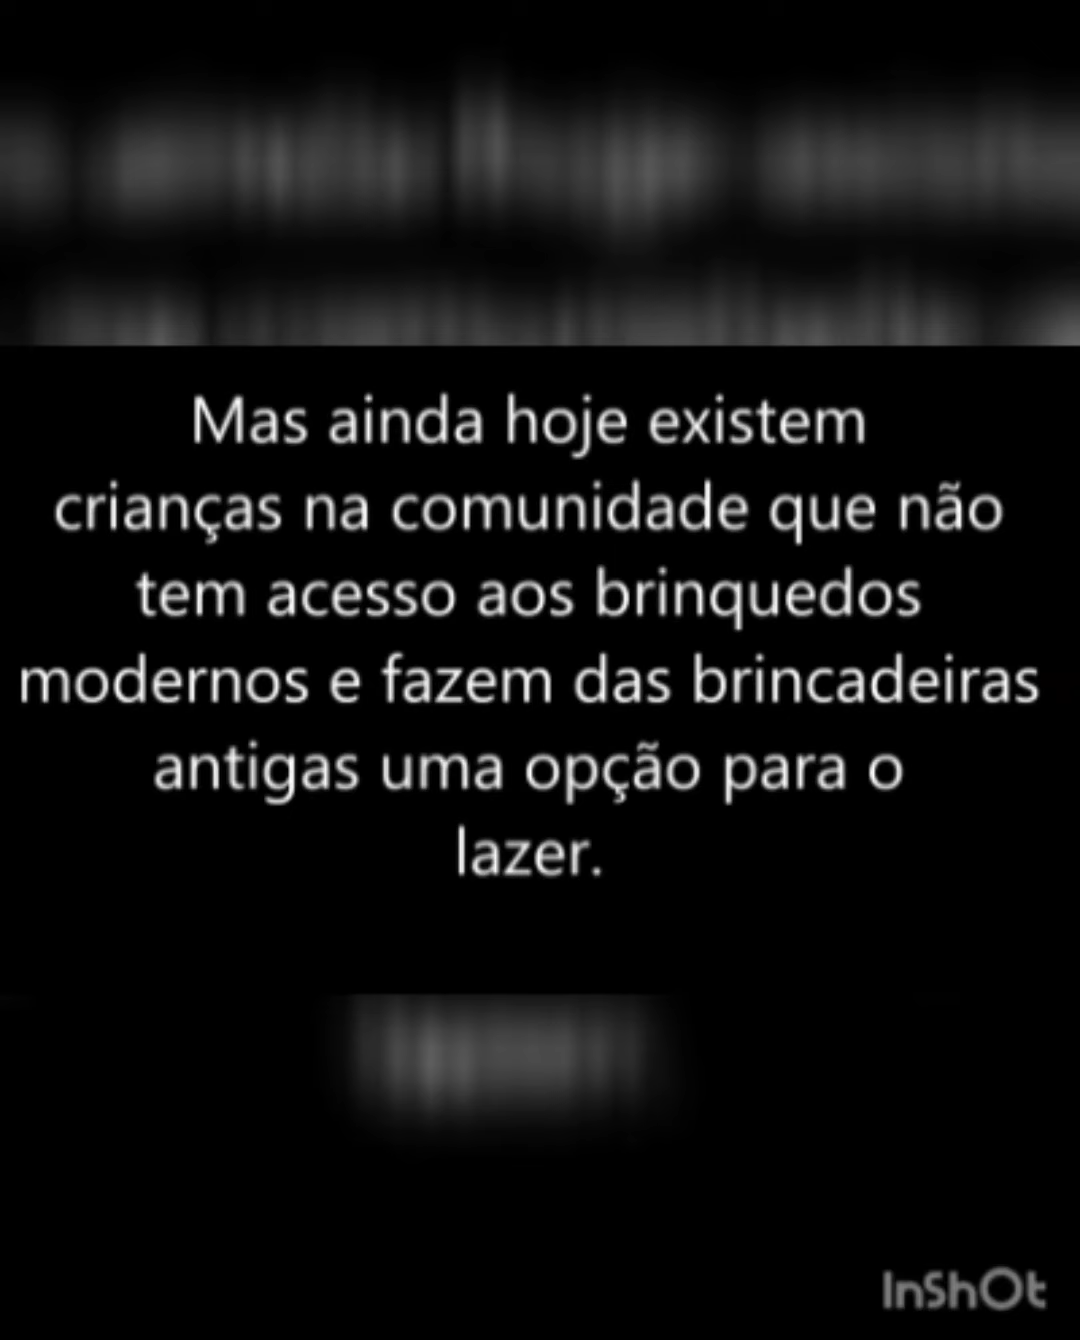 Mas ainda hoje existem
crianças na comunidade que não
tem acesso aos brinquedos
modernos e fazem das brincadeiras
antigas uma opção para o
lazer.
InShOt